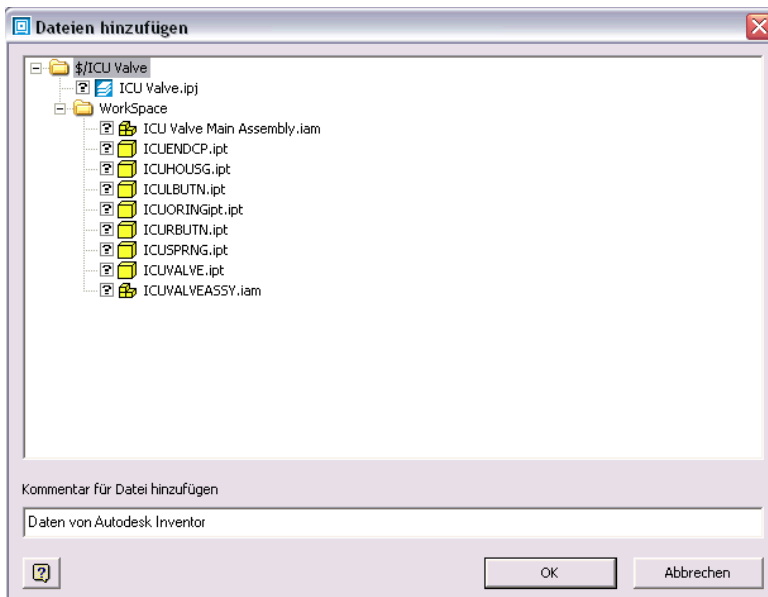 Dateien hinzufügen
$/ICU Valve
ICU Valve.ipj
WorkSpace
ICU Valve Main Assembly.iam
ICUENDCP.ipt
ICUHOUSG.ipt
ICULBUTN.ipt
ICUORINGipt.ipt
ICURBUTN.ipt
ICUSPRNG.ipt
ICUVALVE.ipt
ICUVALVEASSY.iam
Kommentar für Datei hinzufügen
Daten von Autodesk Inventor
OK Abbrechen